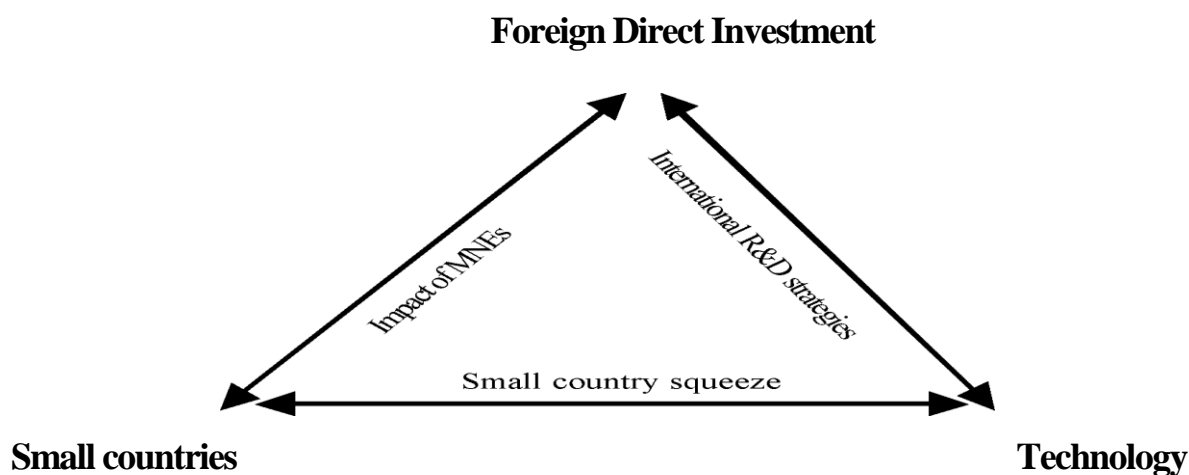 Foreign Direct Investment
Impact of MNEs
International R&D strategies
Small country squeeze
Small countries
Technology